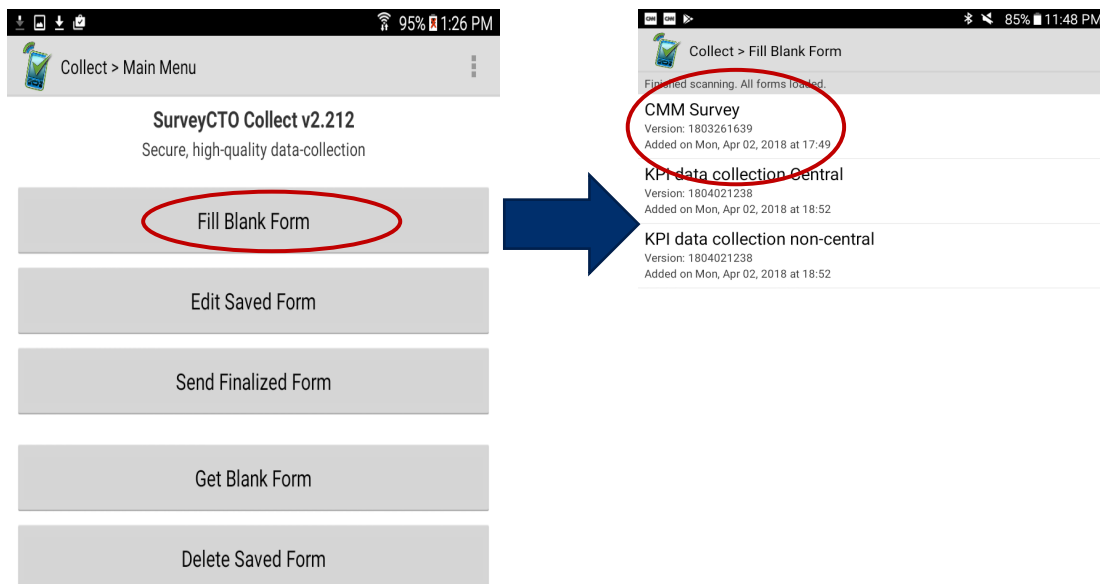 95% 1:26 PM
Collect > Main Menu
SurveyCTO Collect v2.212
Secure, high-quality data-collection
Fill Blank Form
Edit Saved Form
Send Finalized Form
Get Blank Form
Delete Saved Form
85% 11:48 PM
Collect > Fill Blank Form
Finished scanning. All forms loaded.
CMM Survey
Version: 1803261639
Added on Mon, Apr 02, 2018 at 17:49
KPI data collection Central
Version: 1804021238
Added on Mon, Apr 02, 2018 at 18:52
KPI data collection non-central
Version: 1804021238
Added on Mon, Apr 02, 2018 at 18:52